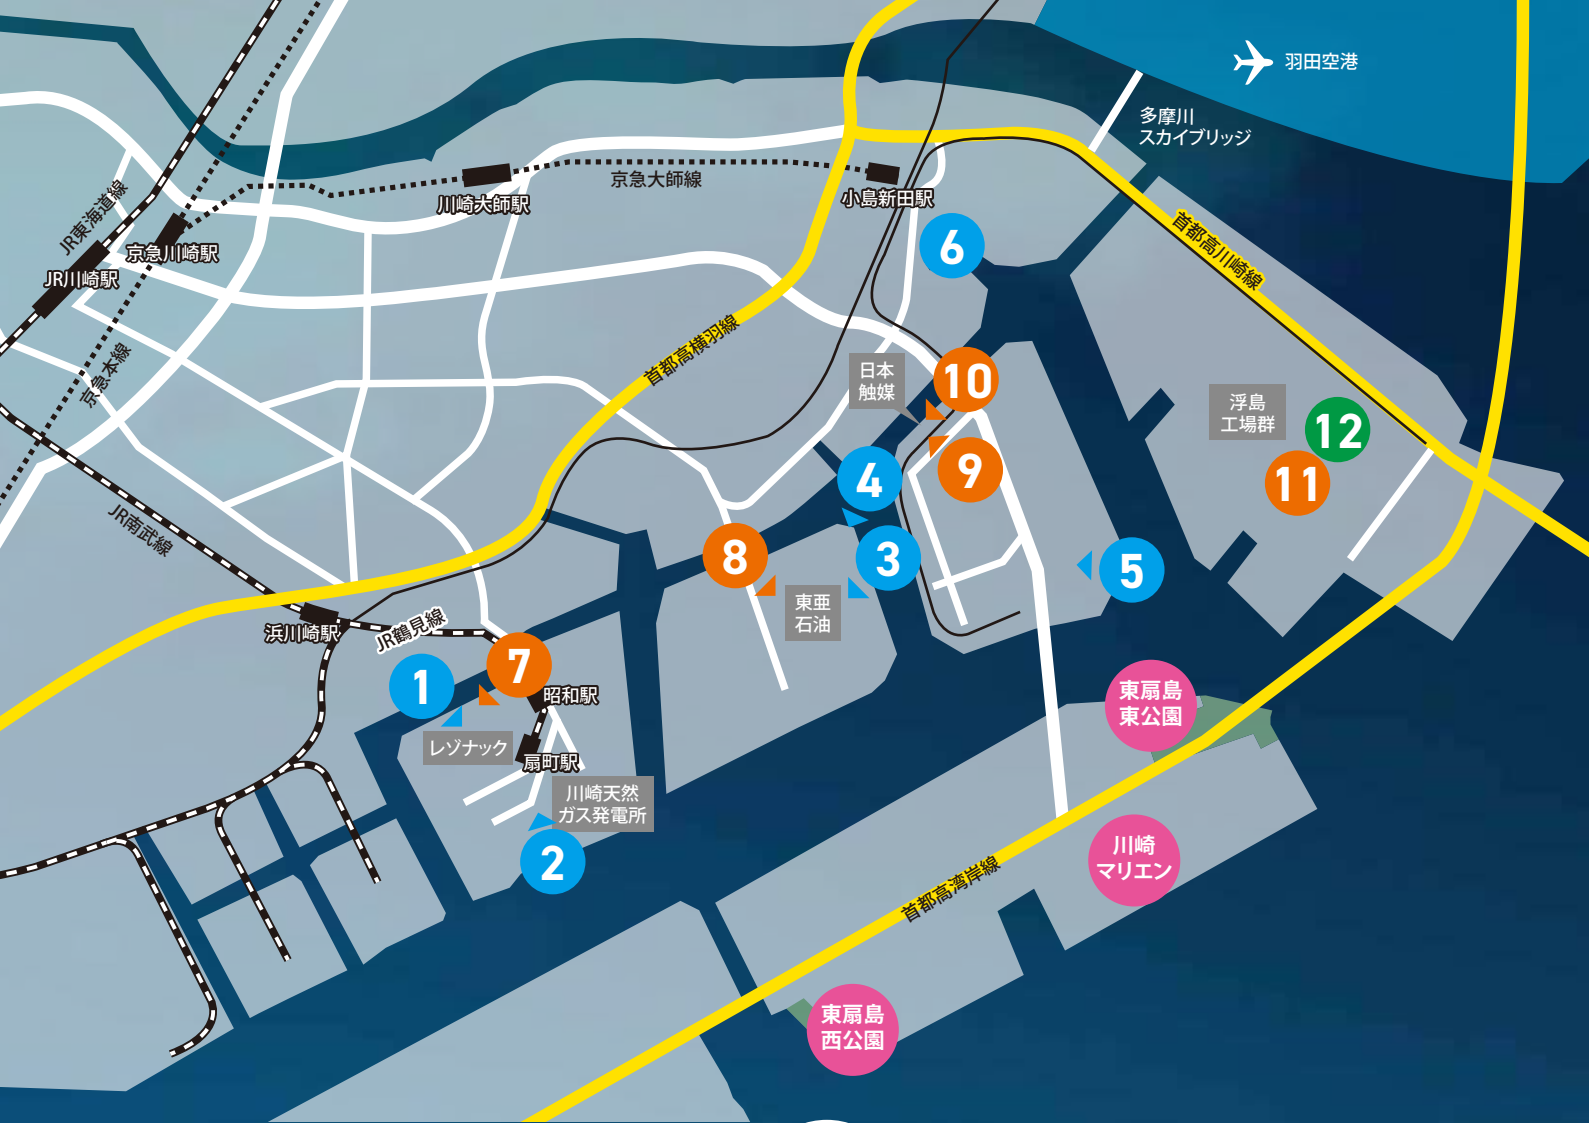 羽田空港
多摩川
スカイブリッジ
京急大師線
川崎大師駅
小島新田駅
JR東海道線
京急川崎駅
JR川崎駅
首都高川崎線
6
首都高横羽線
京急本線
日本
触媒
10
浮島
工場群
12
9
11
4
JR南武線
8
3
5
東亜
石油
浜川崎駅
JR鶴見線
7
1
昭和駅
東扇島
東公園
レゾナック
扇町駅
川崎天然
ガス発電所
2
川崎
マリエン
首都高湾岸線
東扇島
西公園